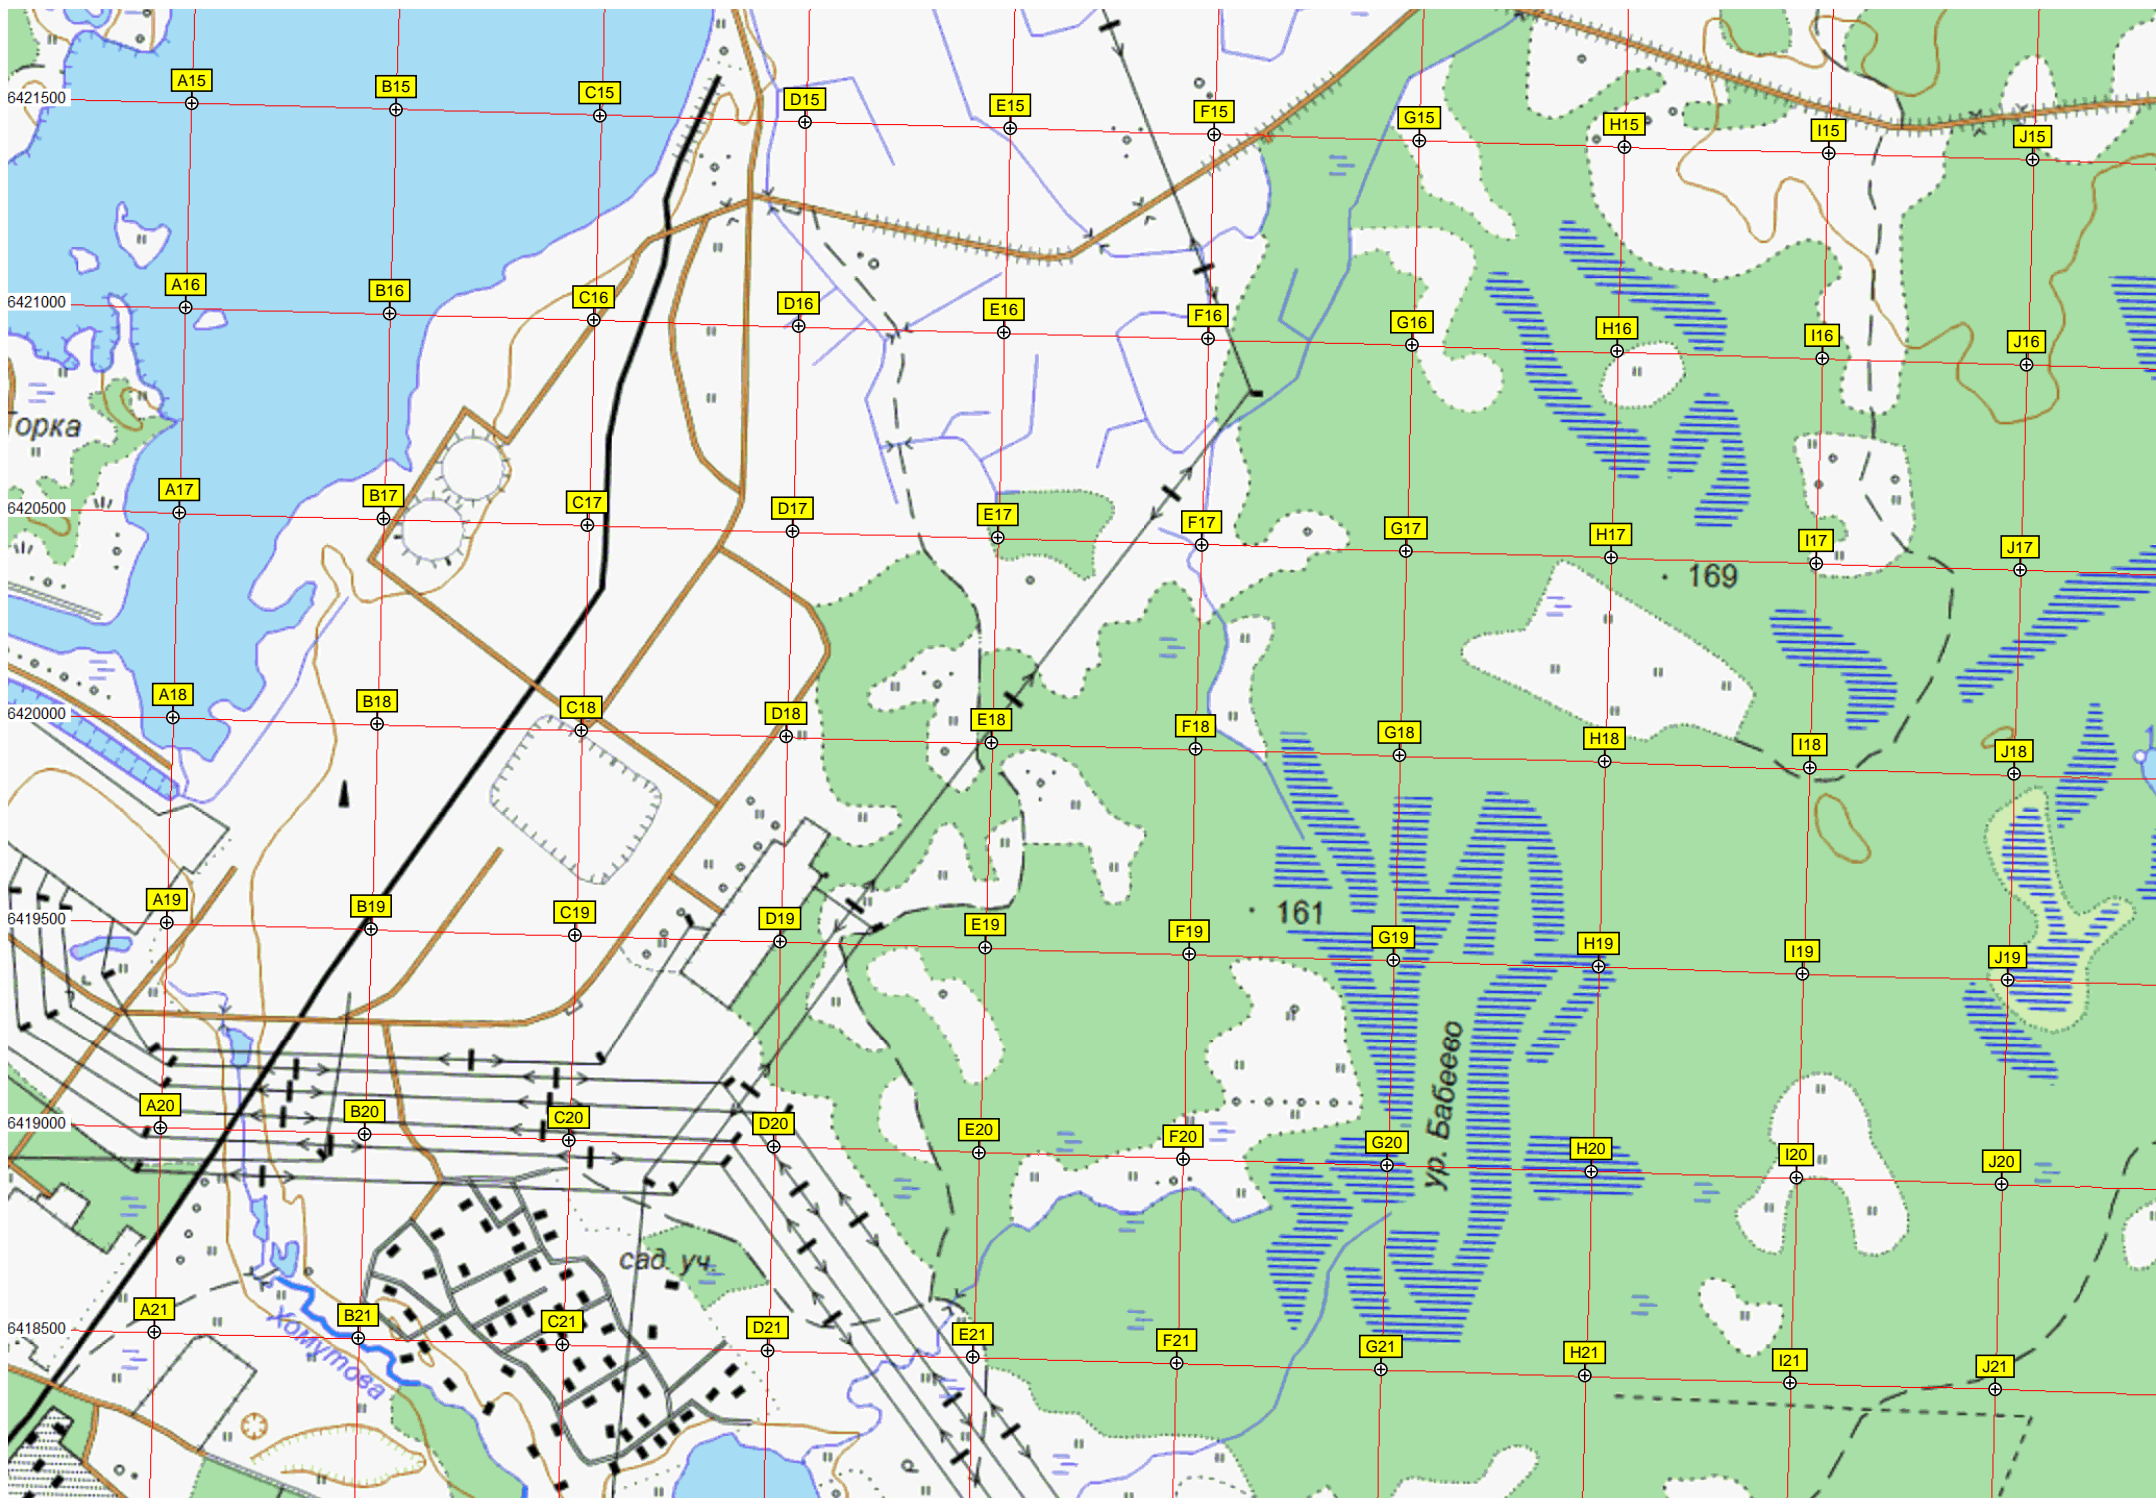 A15 B15 C15 D15 E15 F15 G15 H15 I15 J15
6421500
A16 B16 C16 D16 E16 F16 G16 H16 I16 J16
6421000
орка
A17 B17 C17 D17 E17 F17 G17 H17 I17 J17
6420500
169
A18 B18 C18 D18 E18 F18 G18 H18 I18 J18
6420000
A19 B19 C19 D19 E19 F19 G19 H19 I19 J19
6419500
161
ур. Бабеево
A20 B20 C20 D20 E20 F20 G20 H20 I20 J20
6419000
сад. уч.
A21 B21 C21 D21 E21 F21 G21 H21 I21 J21
6418500
Хомутова